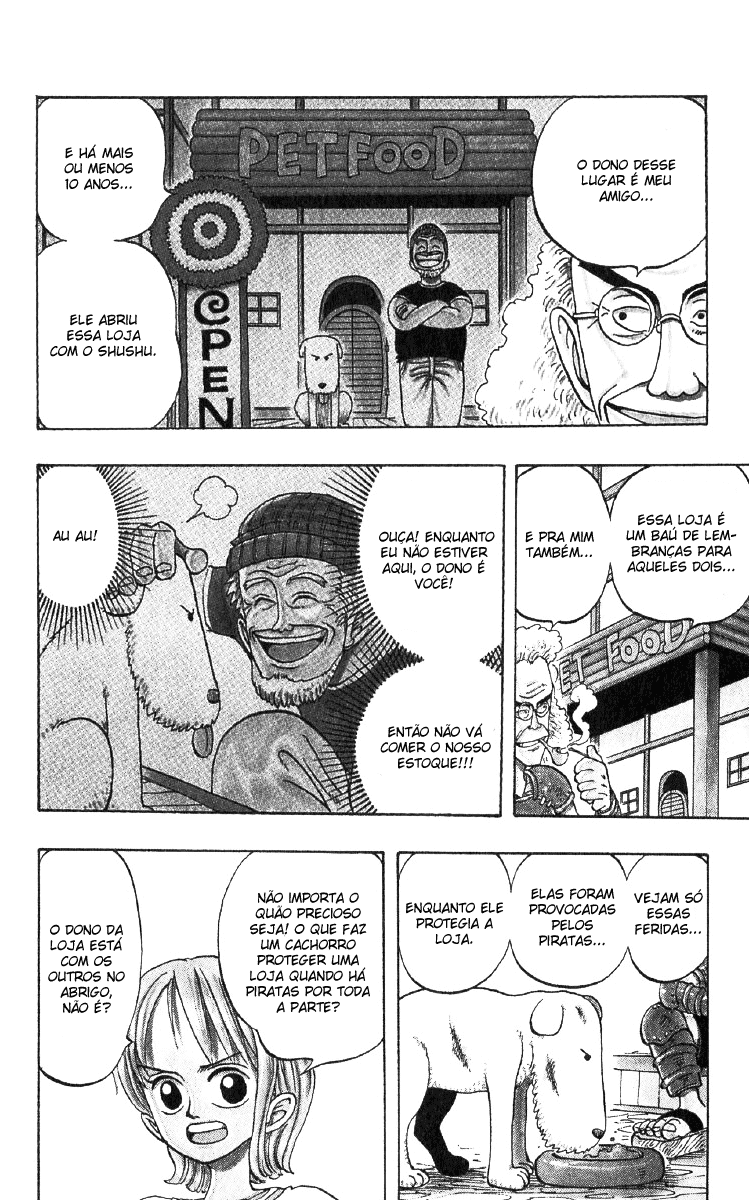 O DONO DESSE
LUGAR É MEU
AMIGO...
PET FOOD
E HÁ MAIS
OU MENOS
10 ANOS...
ELE ABRIU
ESSA LOJA
COM O SHUSHU.
OPEN
ESSA LOJA É
UM BAÚ DE LEM-
BRANÇAS PARA
AQUELES DOIS...
E PRA MIM
TAMBÉM...
PET FOOD
OUÇA! ENQUANTO
EU NÃO ESTIVER
AQUI, O DONO É
VOCÊ!
AU AU!
ENTÃO NÃO VÁ
COMER O NOSSO
ESTOQUE!!!
VEJAM SÓ
ESSAS
FERIDAS...
ELAS FORAM
PROVOCADAS
PELOS
PIRATAS...
ENQUANTO ELE
PROTEGIA A
LOJA.
NÃO IMPORTA O
QUÃO PRECIOSO
SEJA! O QUE FAZ
UM CACHORRO
PROTEGER UMA
LOJA QUANDO HÁ
PIRATAS POR TODA
A PARTE?
O DONO DA
LOJA ESTÁ
COM OS
OUTROS NO
ABRIGO,
NÃO É?